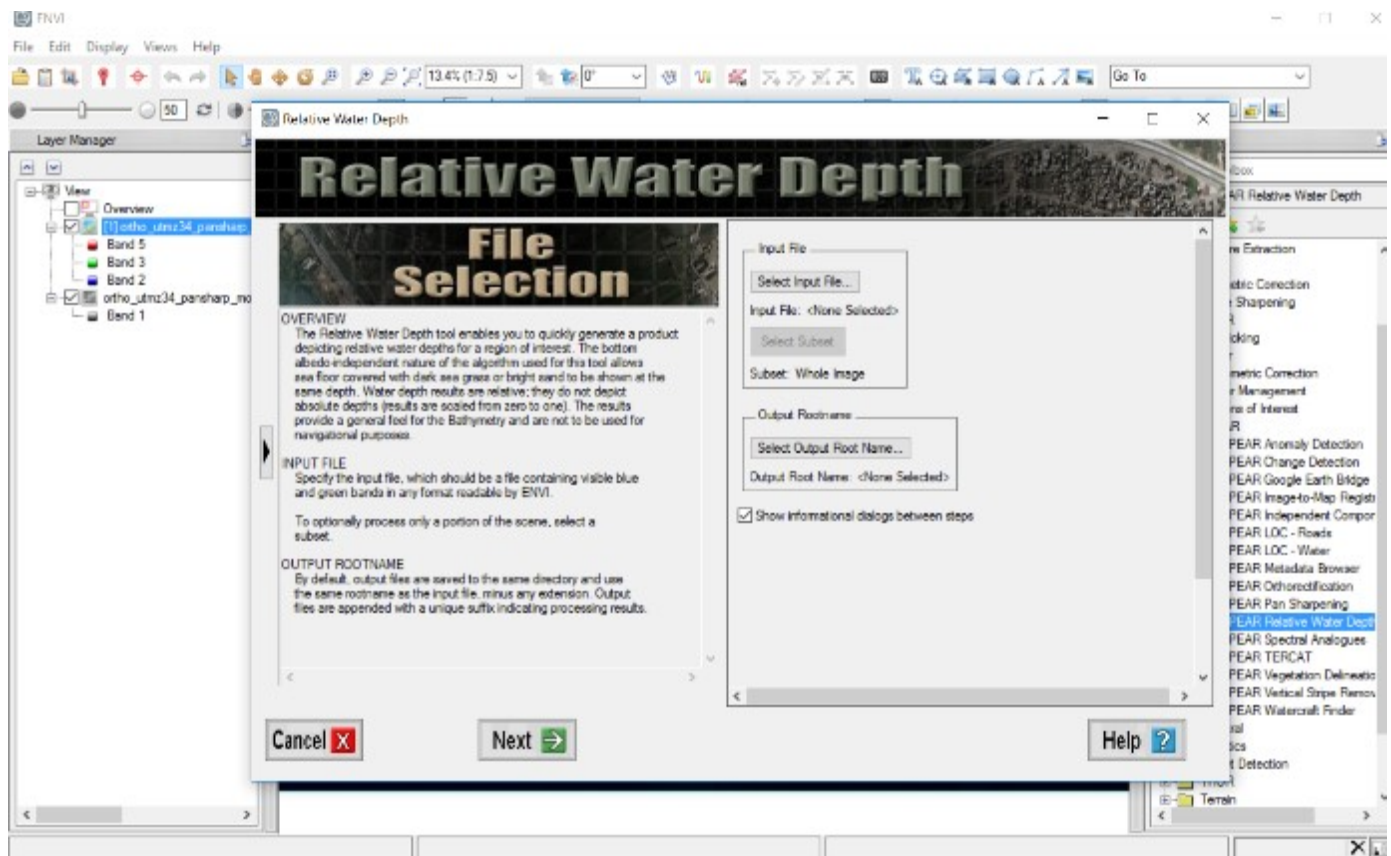 ENVI
File Edit Display Views Help
13.4% (1:7.5) 0° Go To
50
Relative Water Depth
Layer Manager
View
Overview
[1] ortho_utmz34_pansharp
Band 5
Band 3
Band 2
ortho_utmz34_pansharp_mo
Band 1
Relative Water Depth
File
Selection
OVERVIEW
The Relative Water Depth tool enables you to quickly generate a product
depicting relative water depths for a region of interest. The bottom
albedo-independent nature of the algorithm used for this tool allows
sea floor covered with dark sea grass or bright sand to be shown at the
same depth. Water depth results are relative; they do not depict
absolute depths (results are scaled from zero to one). The results
provide a general feel for the Bathymetry and are not to be used for
navigational purposes.
INPUT FILE
Specify the input file, which should be a file containing visible blue
and green bands in any format readable by ENVI.
To optionally process only a portion of the scene, select a
subset.
OUTPUT ROOTNAME
By default, output files are saved to the same directory and use
the same rootname as the input file, minus any extension. Output
files are appended with a unique suffix indicating processing results.
Input File
Select Input File...
Input File: <None Selected>
Select Subset
Subset: Whole Image
Output Rootname
Select Output Root Name...
Output Root Name: <None Selected>
Show informational dialogs between steps
Cancel X
Next
Help ?
lbox
AR Relative Water Depth
re Extraction
etric Correction
Sharpening
R
cking
metric Correction
r Management
ns of Interest
AR
PEAR Anomaly Detection
PEAR Change Detection
PEAR Google Earth Bridge
PEAR Image-to-Map Registr
PEAR Independent Compor
PEAR LOC - Roads
PEAR LOC - Water
PEAR Metadata Browser
PEAR Orthorectification
PEAR Pan Sharpening
PEAR Relative Water Depth
PEAR Spectral Analogues
PEAR TERCAT
PEAR Vegetation Delineatio
PEAR Vertical Stripe Remov
PEAR Watercraft Finder
ral
tics
t Detection
THOR
Terrain